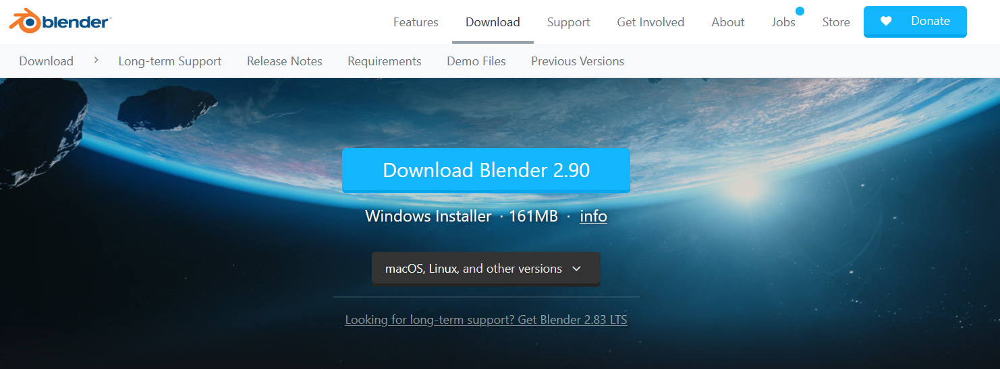 blender
Features Download Support Get Involved About Jobs Store Donate
Download Long-term Support Release Notes Requirements Demo Files Previous Versions
Download Blender 2.90
Windows Installer · 161MB · info
macOS, Linux, and other versions
Looking for long-term support? Get Blender 2.83 LTS